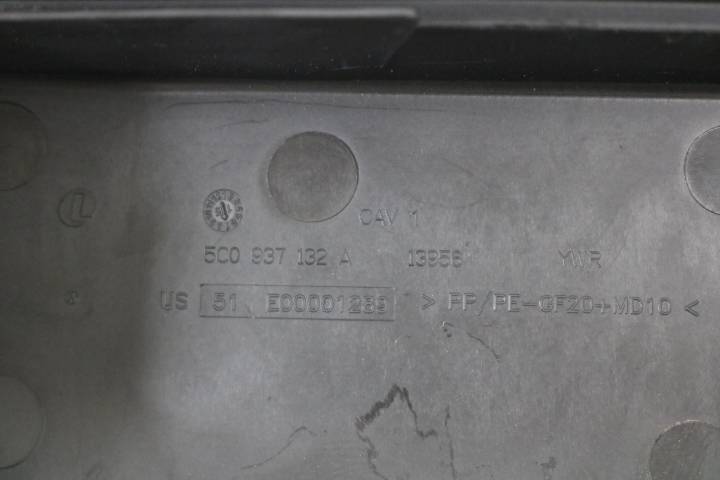 CAV 1
5C0 937 132 A 13956 YWR
US 51 E00001289 > PP/PE-GF20+MD10 <